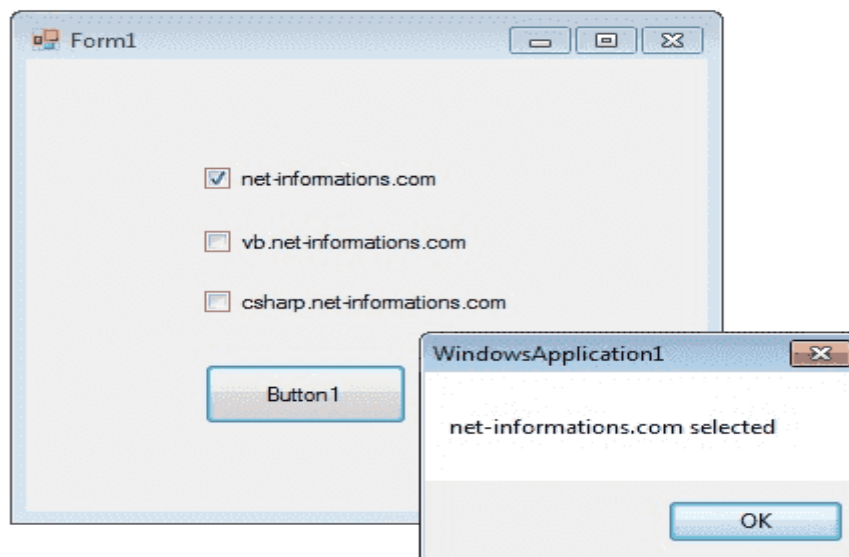 Form1
net-informations.com
vb.net-informations.com
csharp.net-informations.com
Button1
WindowsApplication1
net-informations.com selected
OK